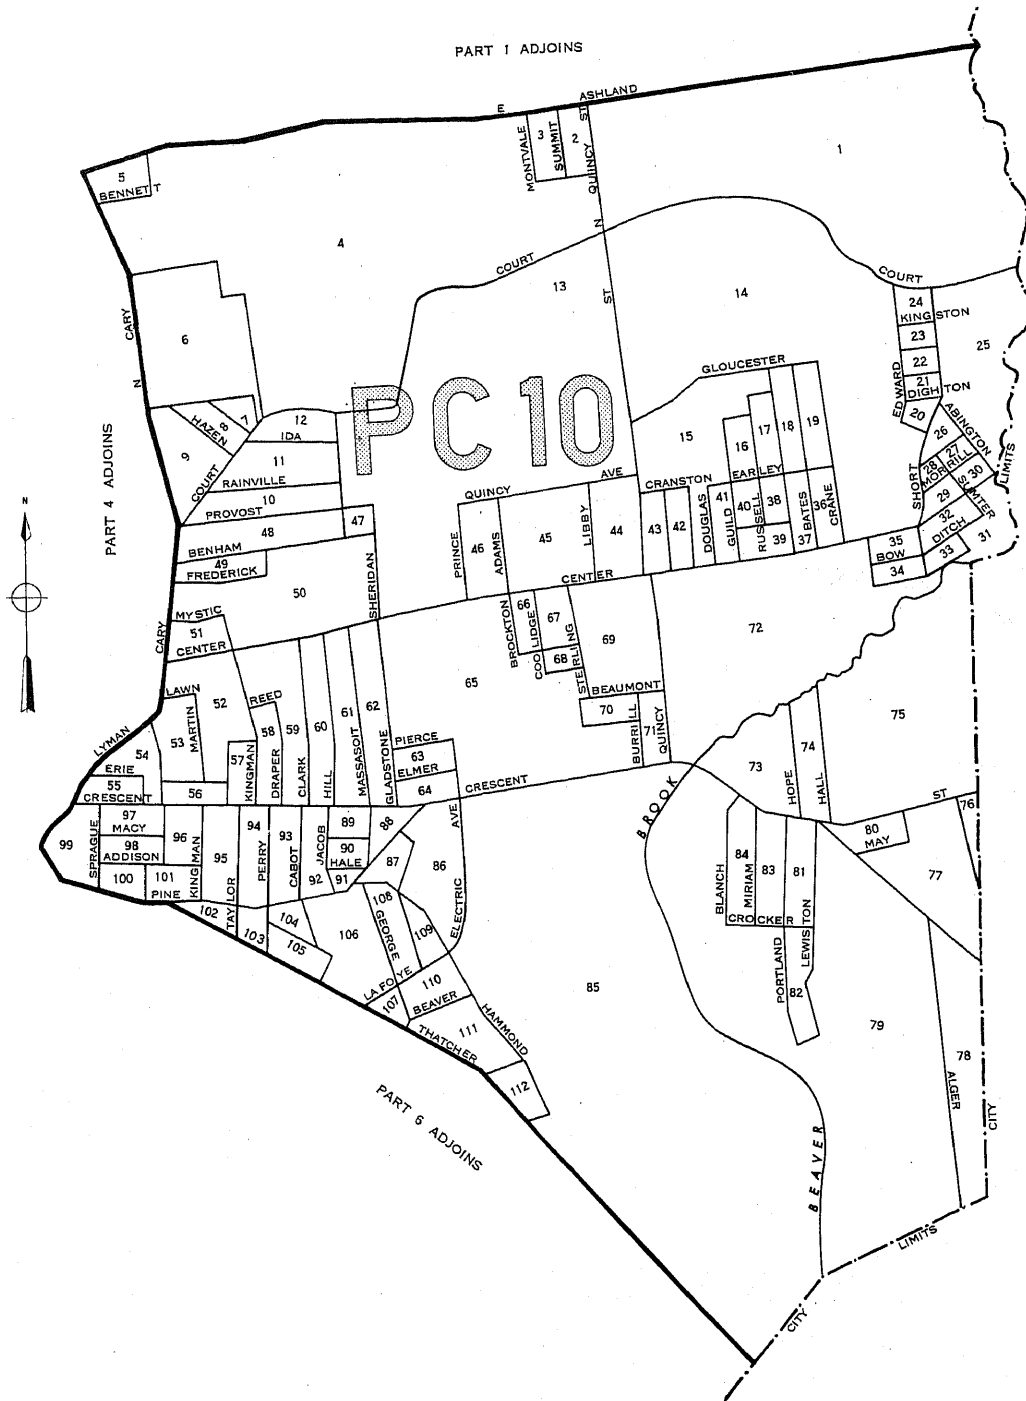 PART 1 ADJOINS
E ASHLAND
MONTVALE
3
SUMMIT
2
ST
QUINCY
N
1
5
BENNETT
4
COURT
13
ST
14
COURT
24
KINGSTON
23
25
22
21
DIGHTON
EDWARD
20
CARY
N
6
PC 10
GLOUCESTER
HAZEN
8
7
9
12
IDA
11
COURT
RAINVILLE
10
PROVOST
47
48
BENHAM
49
FREDERICK
50
SHERIDAN
PART 4 ADJOINS
N
15
16
17
18
19
EARLEY
QUINCY AVE
CRANSTON
PRINCE
46
ADAMS
45
LIBBY
44
43
42
DOUGLAS
41
GUILD
40
RUSSELL
38
39
BATES
37
36
CRANE
CENTER
ABINGTON
26
27
28
MORRILL
30
LIMITS
29
SUMTER
SHORT
32
DITCH
31
35
BOW
33
34
MYSTIC
51
CENTER
CARY
LAWN
52
53
MARTIN
REED
58
57
KINGMAN
DRAPER
59
CLARK
60
HILL
61
MASSASOIT
62
GLADSTONE
LYMAN
54
ERIE
55
CRESCENT
56
65
BROCKTON
66
COOLIDGE
67
68
STERLING
69
BEAUMONT
70
BURRILL
71
QUINCY
72
PIERCE
63
ELMER
64
CRESCENT
AVE
BROOK
73
HOPE
74
HALL
75
ST
76
80
MAY
77
99
SPRAGUE
97
MACY
98
ADDISON
100
101
PINE
96
KINGMAN
95
TAYLOR
94
PERRY
93
CABOT
JACOB
92
89
90
HALE
91
88
87
86
ELECTRIC
102
103
104
105
106
108
GEORGE
109
LA FOYE
107
110
BEAVER
111
THATCHER
HAMMOND
112
85
BLANCH
84
MIRIAM
83
81
CROCKER
LEWISTON
PORTLAND
82
79
78
ALGER
CITY
BEAVER
LIMITS
CITY
PART 6 ADJOINS